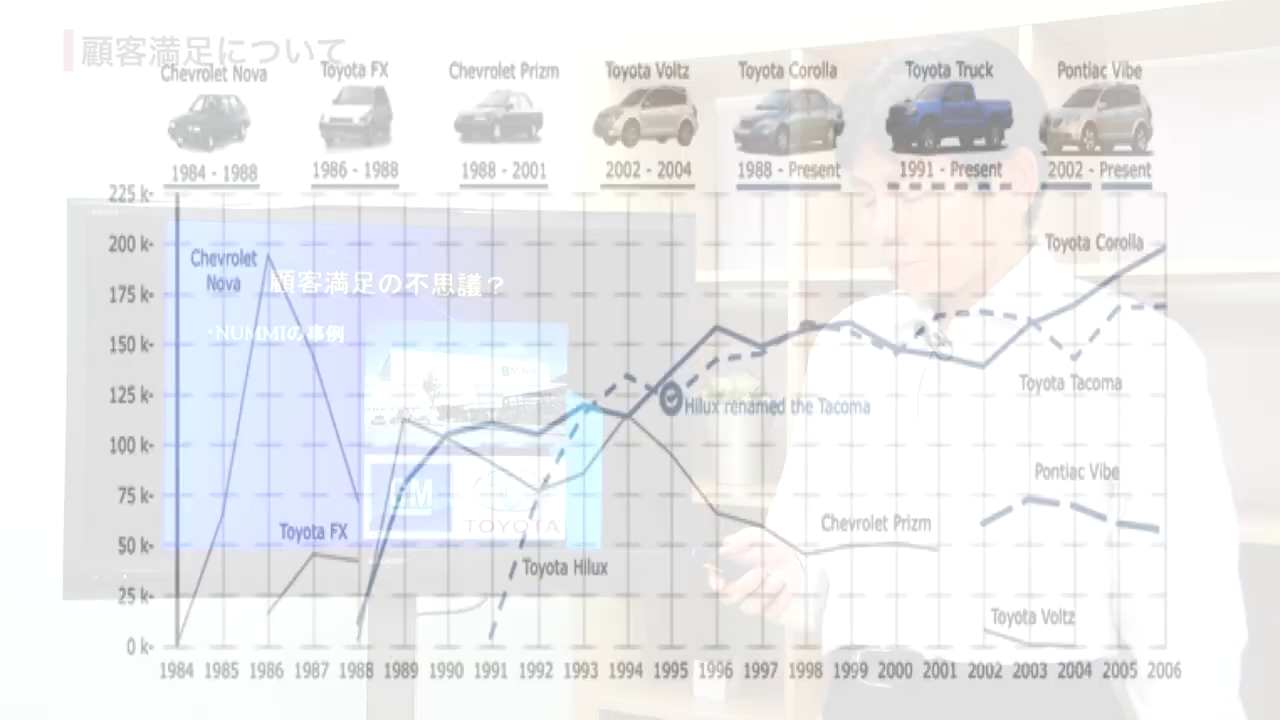 顧客満足について
Chevrolet Nova
Toyota FX
Chevrolet Prizm
Toyota Voltz
Toyota Corolla
Toyota Truck
Pontiac Vibe
1984 - 1988
1986 - 1988
1988 - 2001
2002 - 2004
1988 - Present
1991 - Present
2002 - Present
225 k
200 k
175 k
150 k
125 k
100 k
75 k
50 k
25 k
0 k
Chevrolet
Nova
顧客満足の不思議？
・NUMMIの事例
GM
TOYOTA
Toyota FX
Toyota Hilux
Hilux renamed the Tacoma
Toyota Corolla
Toyota Tacoma
Pontiac Vibe
Chevrolet Prizm
Toyota Voltz
1984 1985 1986 1987 1988 1989 1990 1991 1992 1993 1994 1995 1996 1997 1998 1999 2000 2001 2002 2003 2004 2005 2006